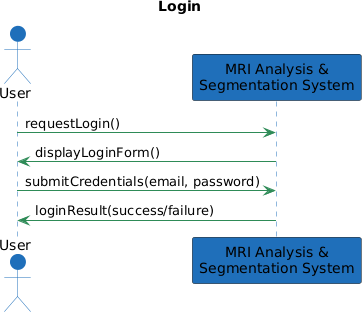 Login
User
MRI Analysis &
Segmentation System
requestLogin()
displayLoginForm()
submitCredentials(email, password)
loginResult(success/failure)
User
MRI Analysis &
Segmentation System